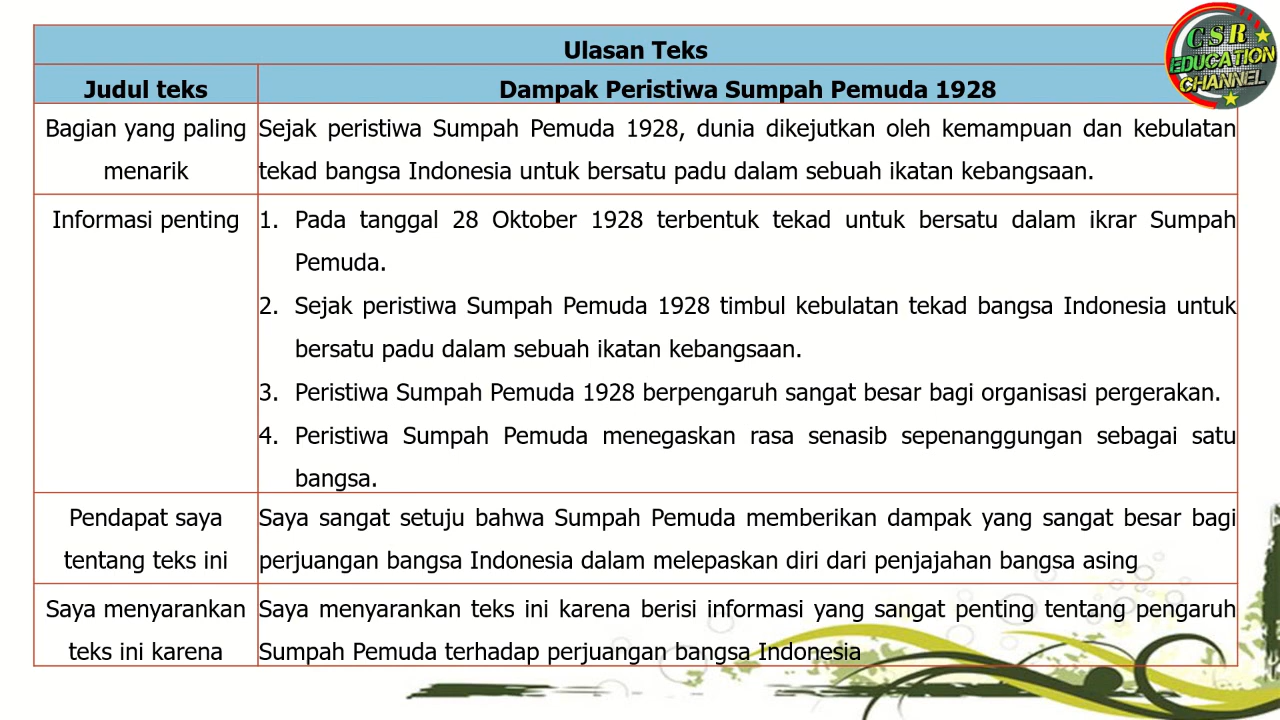 Ulasan Teks
Judul teks
Dampak Peristiwa Sumpah Pemuda 1928
Bagian yang paling
menarik
Sejak peristiwa Sumpah Pemuda 1928, dunia dikejutkan oleh kemampuan dan kebulatan
tekad bangsa Indonesia untuk bersatu padu dalam sebuah ikatan kebangsaan.
Informasi penting
1. Pada tanggal 28 Oktober 1928 terbentuk tekad untuk bersatu dalam ikrar Sumpah
Pemuda.
2. Sejak peristiwa Sumpah Pemuda 1928 timbul kebulatan tekad bangsa Indonesia untuk
bersatu padu dalam sebuah ikatan kebangsaan.
3. Peristiwa Sumpah Pemuda 1928 berpengaruh sangat besar bagi organisasi pergerakan.
4. Peristiwa Sumpah Pemuda menegaskan rasa senasib sepenanggungan sebagai satu
bangsa.
Pendapat saya
tentang teks ini
Saya sangat setuju bahwa Sumpah Pemuda memberikan dampak yang sangat besar bagi
perjuangan bangsa Indonesia dalam melepaskan diri dari penjajahan bangsa asing
Saya menyarankan
teks ini karena
Saya menyarankan teks ini karena berisi informasi yang sangat penting tentang pengaruh
Sumpah Pemuda terhadap perjuangan bangsa Indonesia
CSR
EDUCATION
CHANNEL